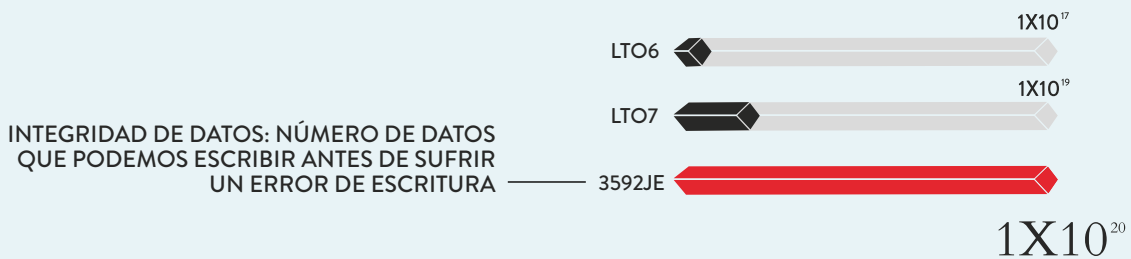 1X10¹⁷
LTO6
1X10¹⁹
LTO7
INTEGRIDAD DE DATOS: NÚMERO DE DATOS
QUE PODEMOS ESCRIBIR ANTES DE SUFRIR
UN ERROR DE ESCRITURA
3592JE
1X10²⁰